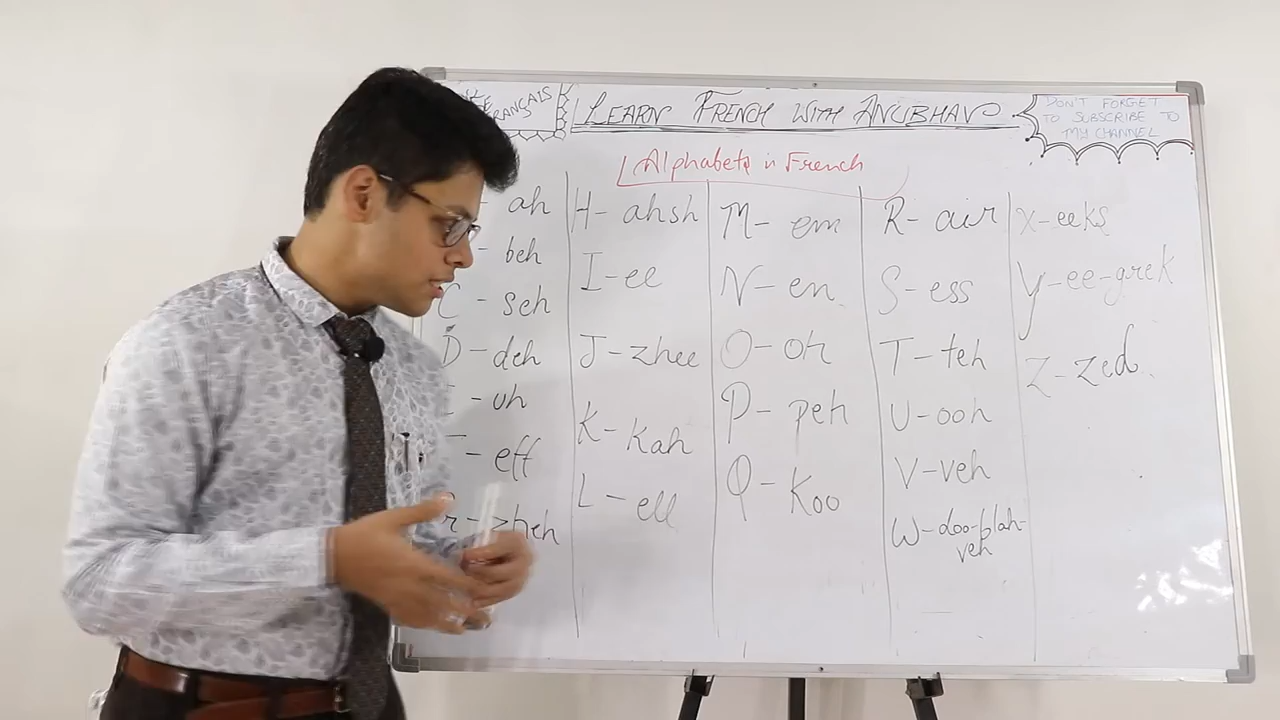 FRANÇAIS
LEARN FRENCH WITH ANUBHAV
DON'T FORGET
TO SUBSCRIBE TO
MY CHANNEL
Alphabets in French
- ah
- beh
C - seh
D - deh
- uh
- eff
- zheh
H - ahsh
I - ee
J - zhee
K - kah
L - ell
M - em
N - en
O - oh
P - peh
Q - Koo
R - air
S - ess
T - teh
U - ooh
V - veh
W - doo-blah-
veh
X - eeks
Y - ee-grek
Z - zed